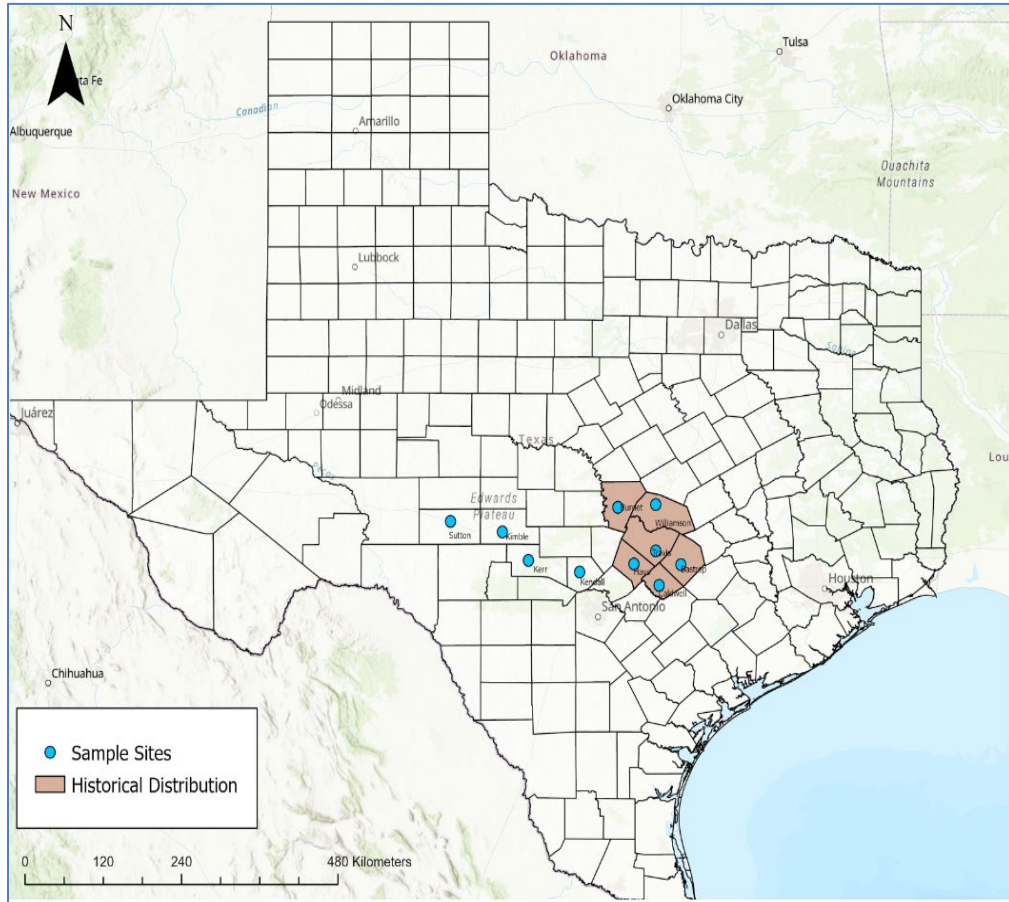 N
Tulsa
Oklahoma
Oklahoma City
Canadian
Amarillo
Albuquerque
Ouachita
Mountains
New Mexico
Lubbock
Dallas
Sabine
Midland
Odessa
Juárez
Texas
Pecos
Edwards
Plateau
Burnet
Williamson
Sutton
Kimble
Travis
Kerr
Hays
Bastrop
Kendall
Caldwell
Houston
San Antonio
Chihuahua
Sample Sites
Historical Distribution
0 120 240 480 Kilometers